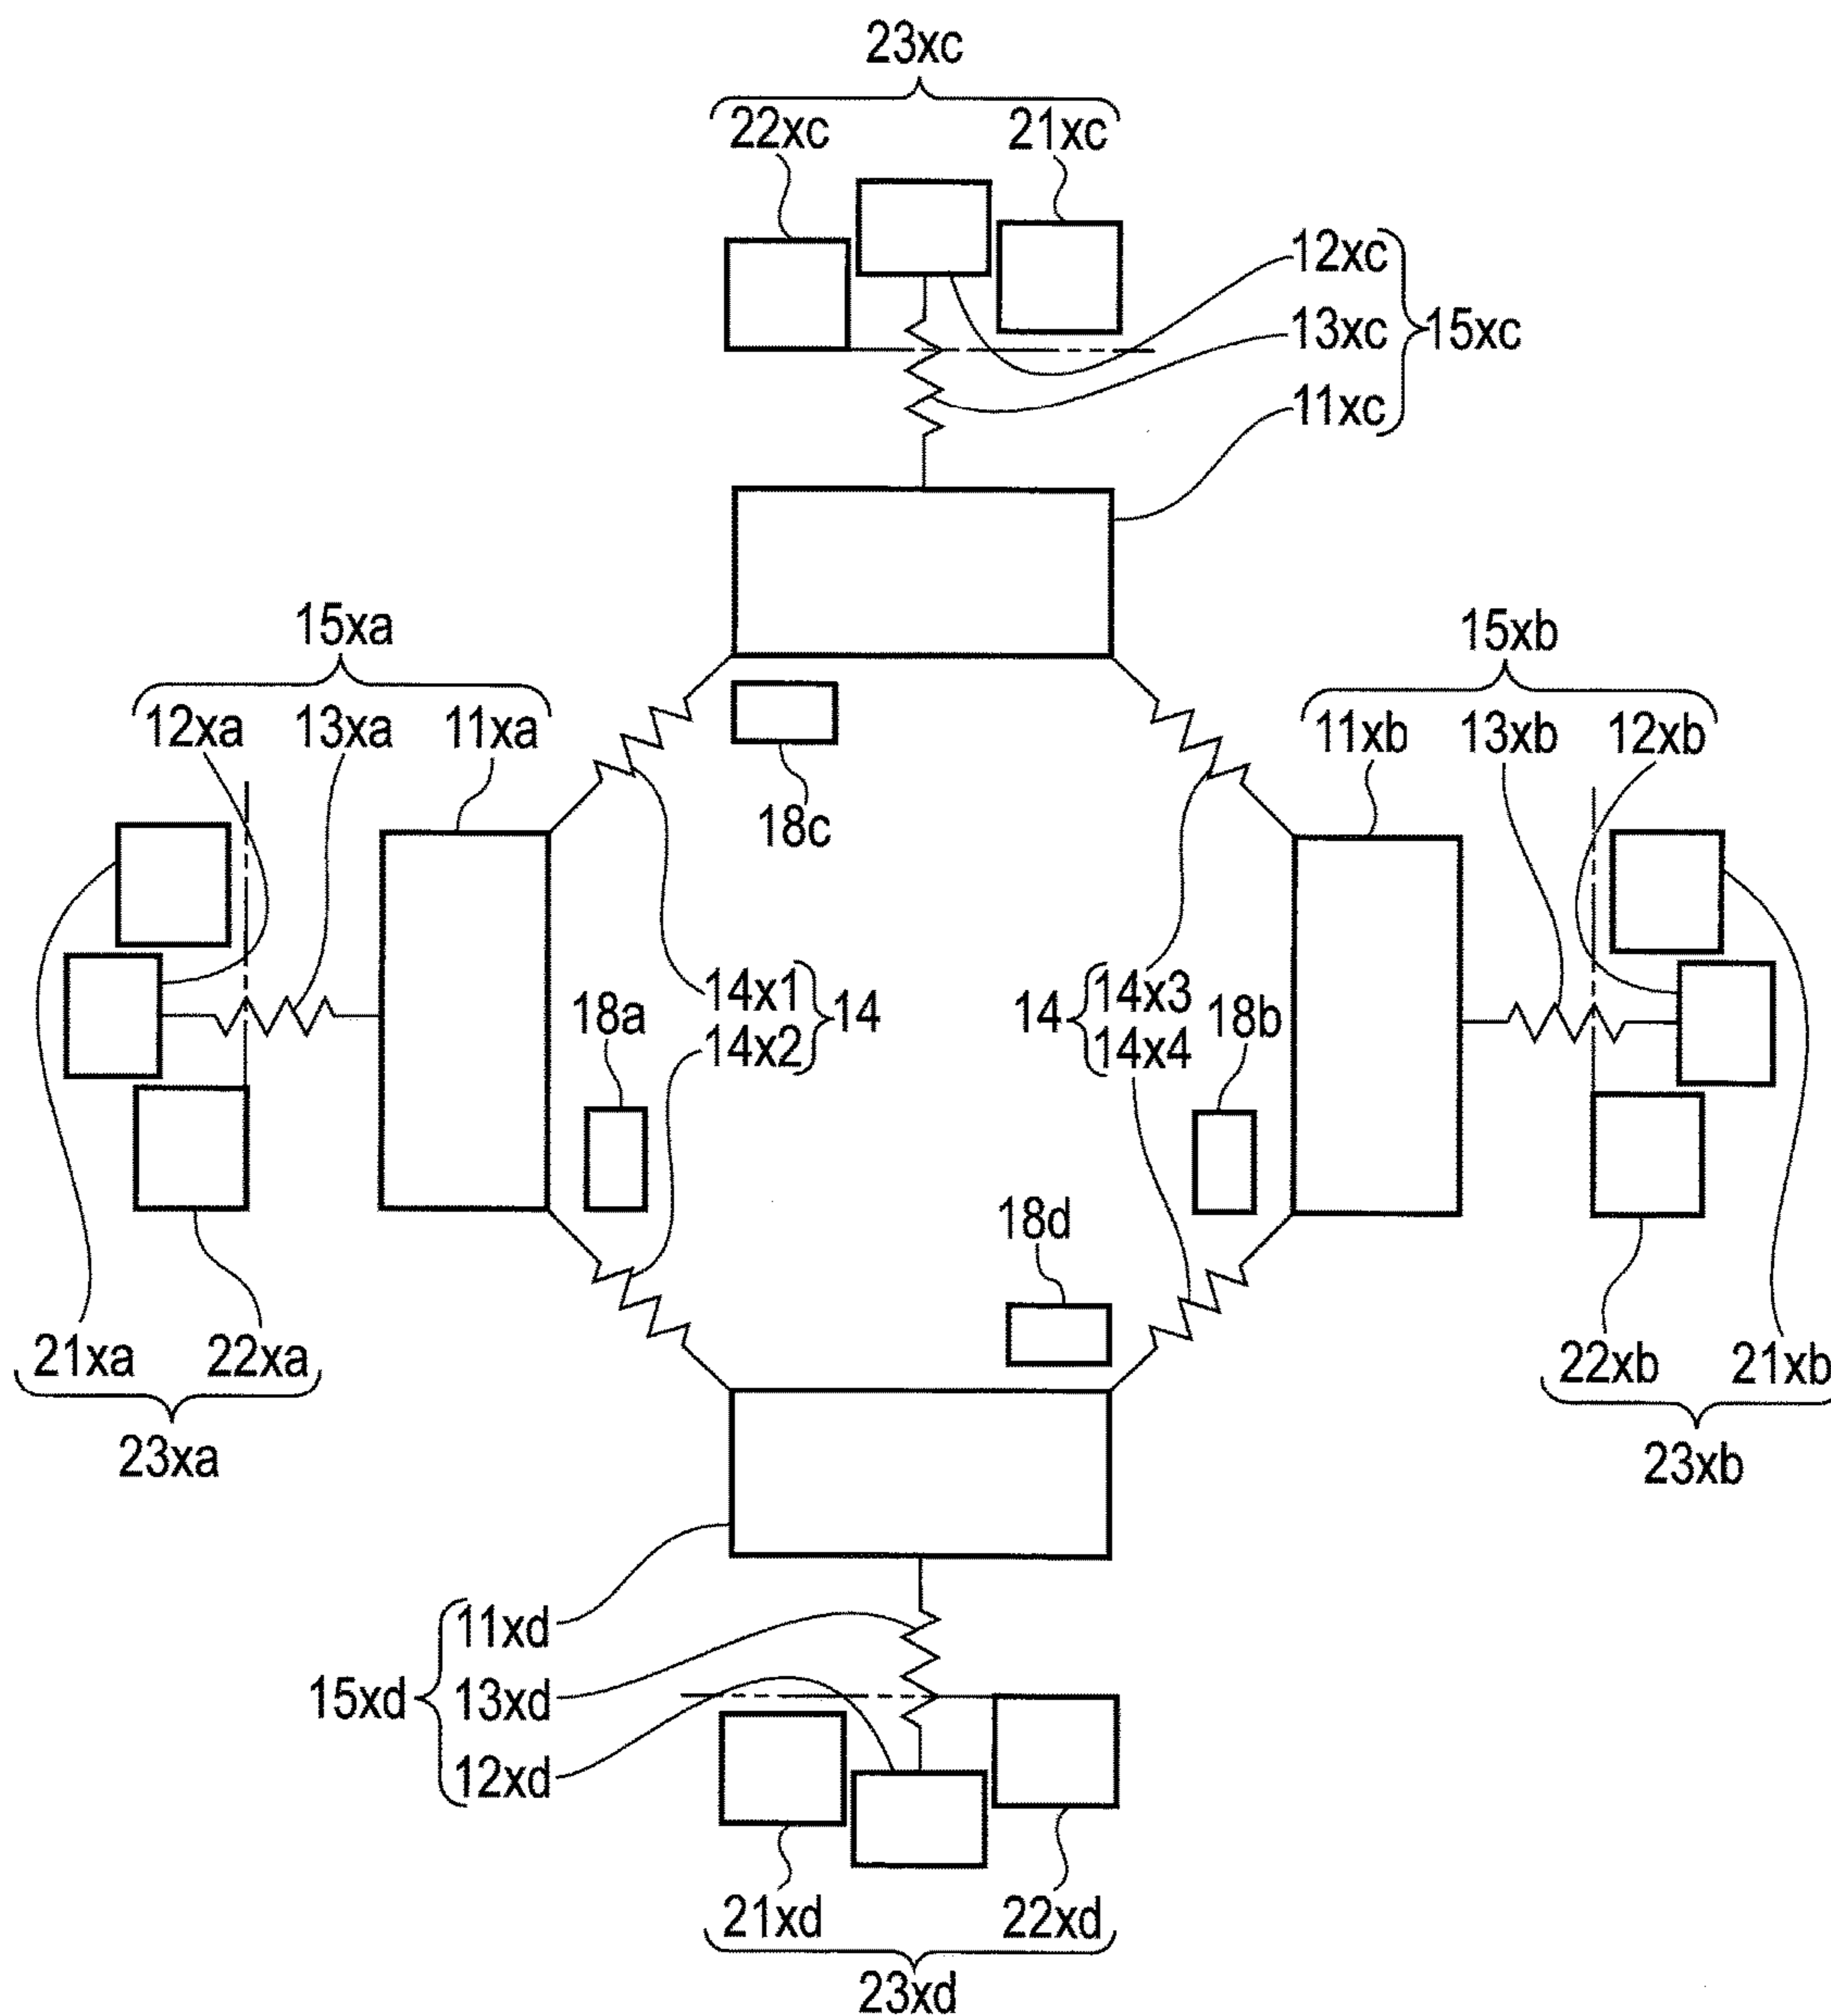 23xc
22xc 21xc
12xc
13xc 15xc
11xc
15xa
12xa 13xa 11xa
15xb
11xb 13xb 12xb
18c
14x1 14
14x2
14 14x3
14x4
18a
18b
18d
21xa 22xa
23xa
22xb 21xb
23xb
11xd
15xd 13xd
12xd
21xd 22xd
23xd